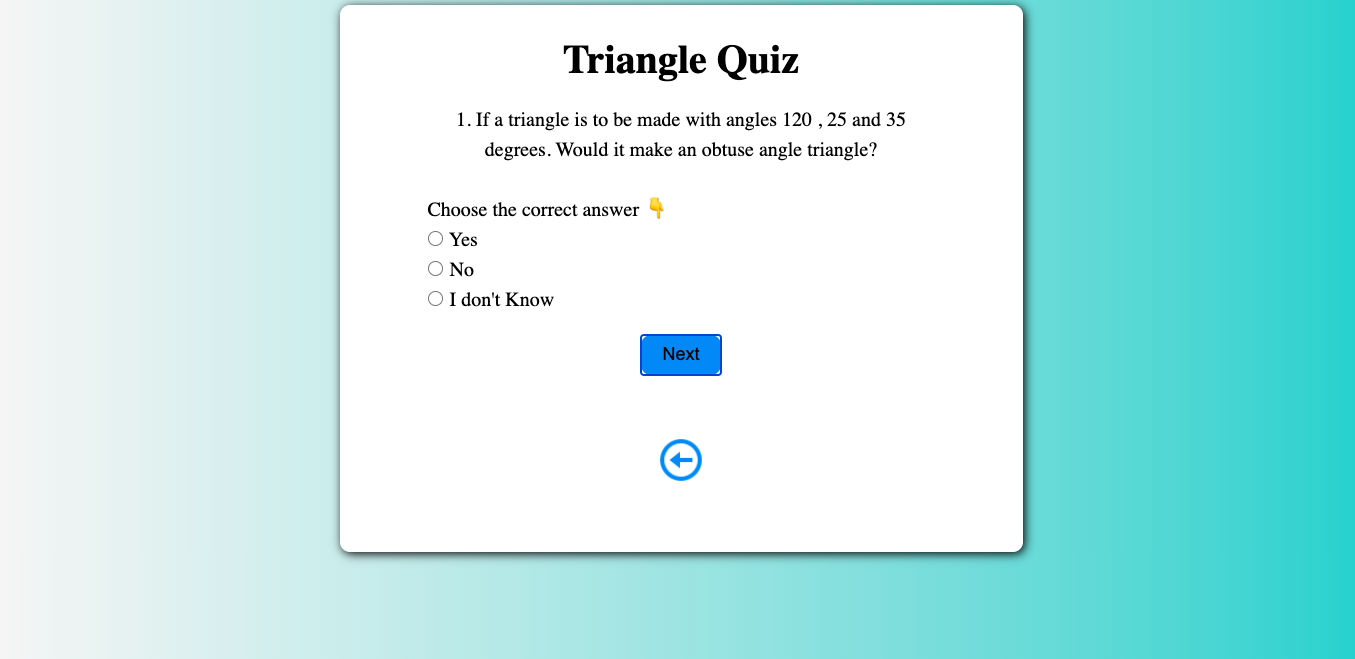 Triangle Quiz
1. If a triangle is to be made with angles 120 , 25 and 35
degrees. Would it make an obtuse angle triangle?
Choose the correct answer 👇
Yes
No
I don't Know
Next